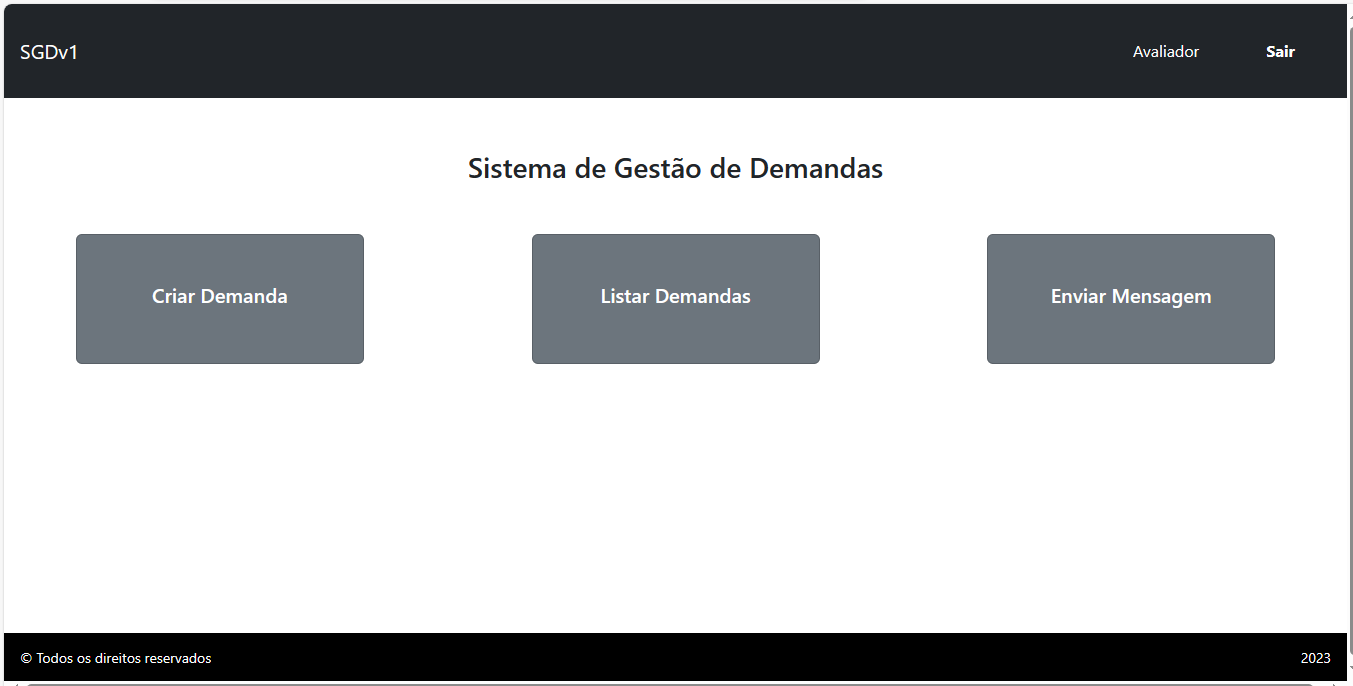 SGDv1 Avaliador Sair
Sistema de Gestão de Demandas
Criar Demanda Listar Demandas Enviar Mensagem
© Todos os direitos reservados 2023